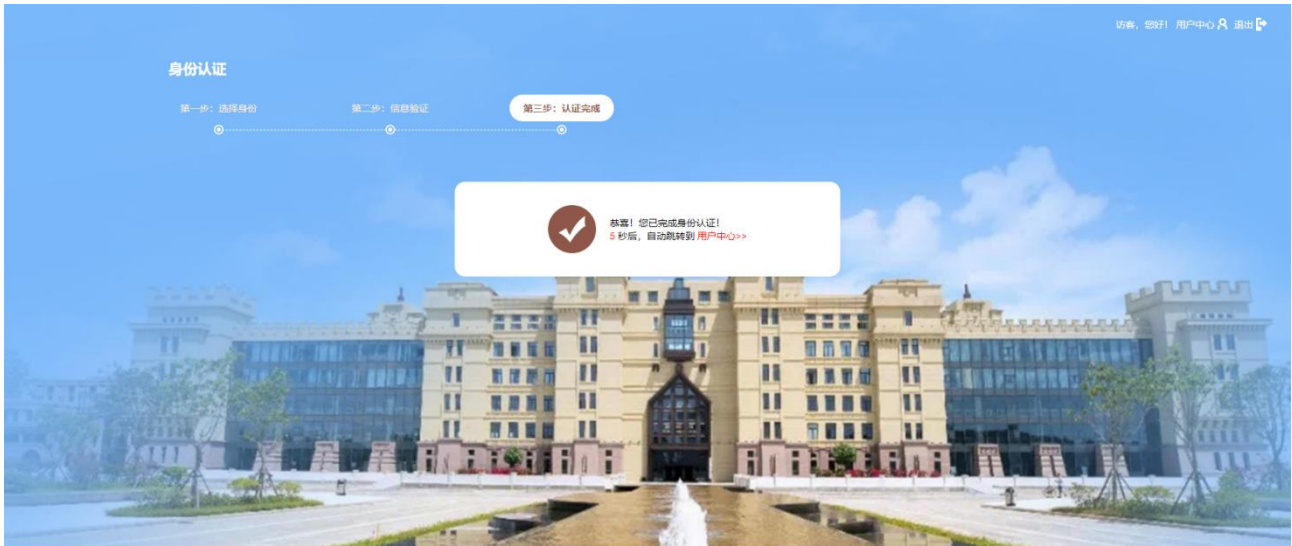 访客，您好！ 用户中心 退出
身份认证
第一步：选择身份 第二步：信息验证 第三步：认证完成
恭喜！您已完成身份认证！
5 秒后，自动跳转到 用户中心>>